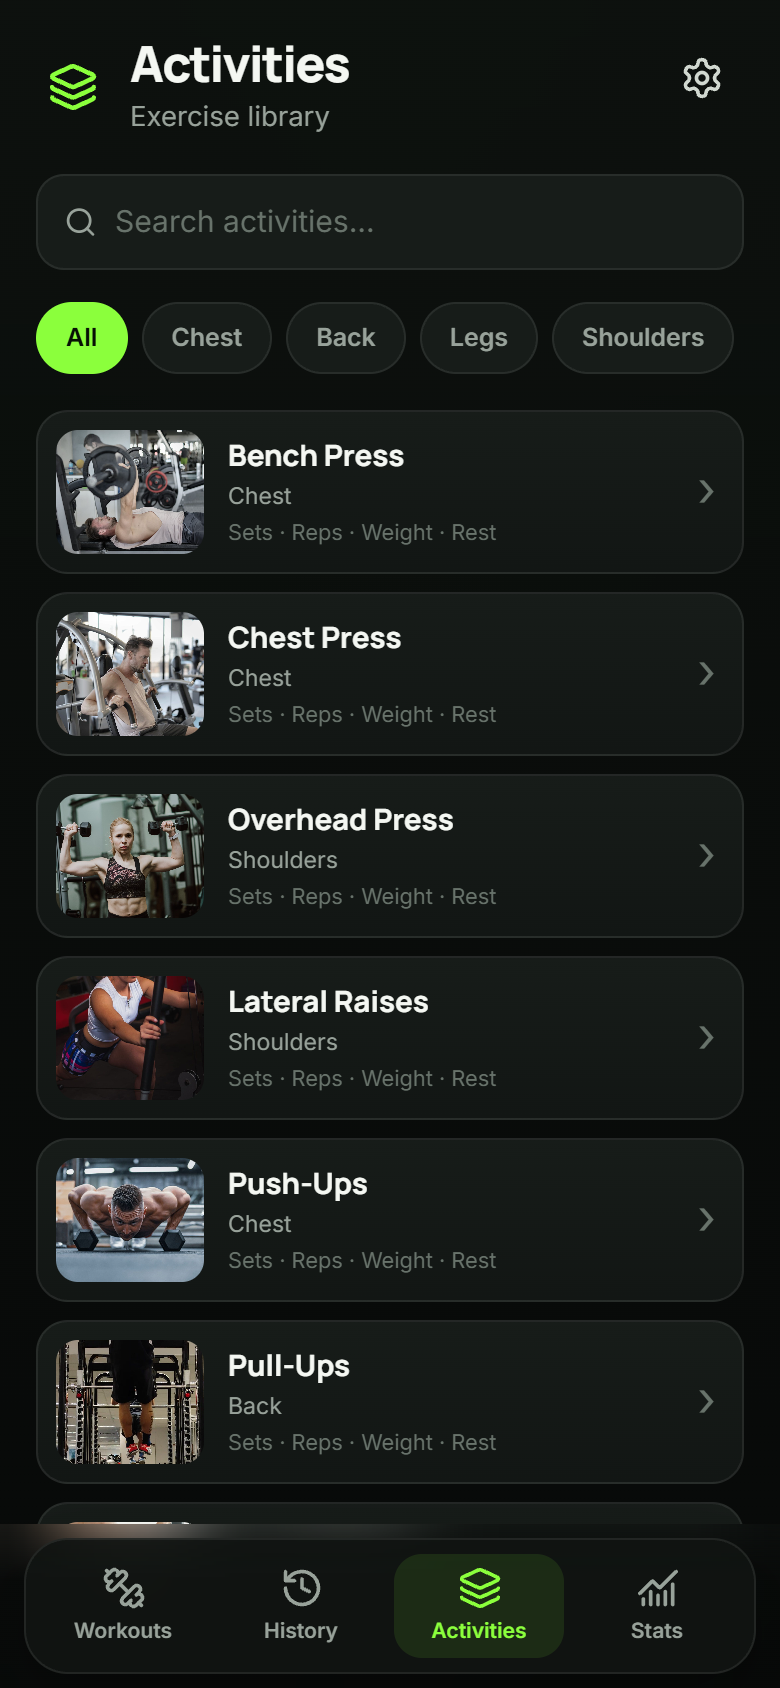 Activities
Exercise library
Search activities...
All
Chest
Back
Legs
Shoulders
Bench Press
Chest
Sets · Reps · Weight · Rest
Chest Press
Chest
Sets · Reps · Weight · Rest
Overhead Press
Shoulders
Sets · Reps · Weight · Rest
Lateral Raises
Shoulders
Sets · Reps · Weight · Rest
Push-Ups
Chest
Sets · Reps · Weight · Rest
Pull-Ups
Back
Sets · Reps · Weight · Rest
Workouts
History
Activities
Stats